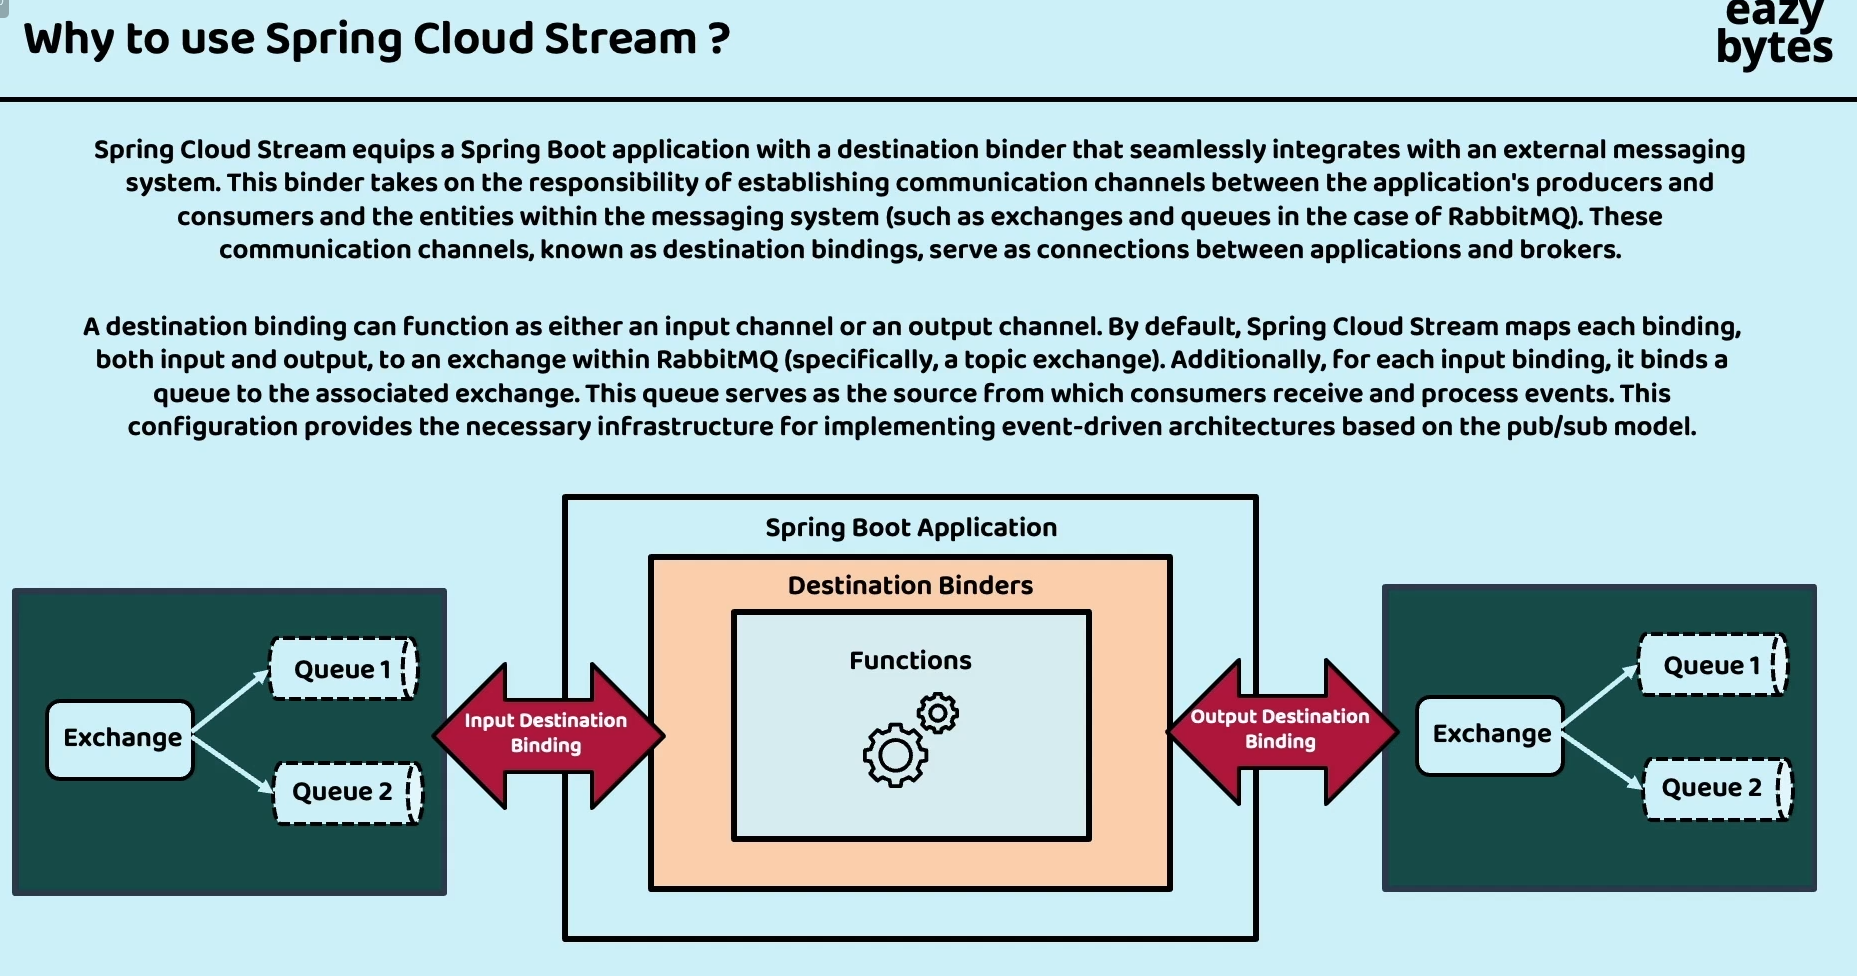 Why to use Spring Cloud Stream ?
eazy
bytes
Spring Cloud Stream equips a Spring Boot application with a destination binder that seamlessly integrates with an external messaging
system. This binder takes on the responsibility of establishing communication channels between the application's producers and
consumers and the entities within the messaging system (such as exchanges and queues in the case of RabbitMQ). These
communication channels, known as destination bindings, serve as connections between applications and brokers.
A destination binding can function as either an input channel or an output channel. By default, Spring Cloud Stream maps each binding,
both input and output, to an exchange within RabbitMQ (specifically, a topic exchange). Additionally, for each input binding, it binds a
queue to the associated exchange. This queue serves as the source from which consumers receive and process events. This
configuration provides the necessary infrastructure for implementing event-driven architectures based on the pub/sub model.
Exchange
Queue 1
Queue 2
Input Destination
Binding
Spring Boot Application
Destination Binders
Functions
Output Destination
Binding
Exchange
Queue 1
Queue 2